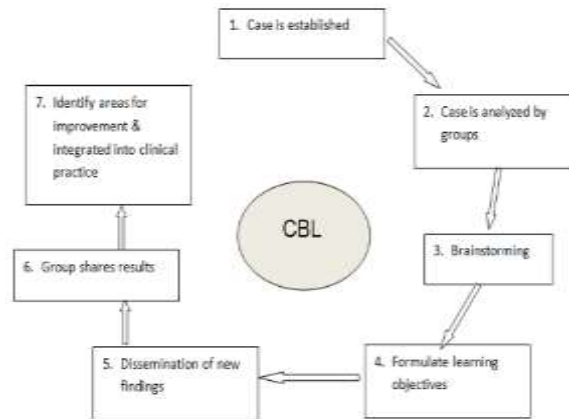 1. Case is established
2. Case is analyzed by
groups
3. Brainstorming
4. Formulate learning
objectives
5. Dissemination of new
findings
6. Group shares results
7. Identify areas for
improvement &
integrated into clinical
practice
CBL